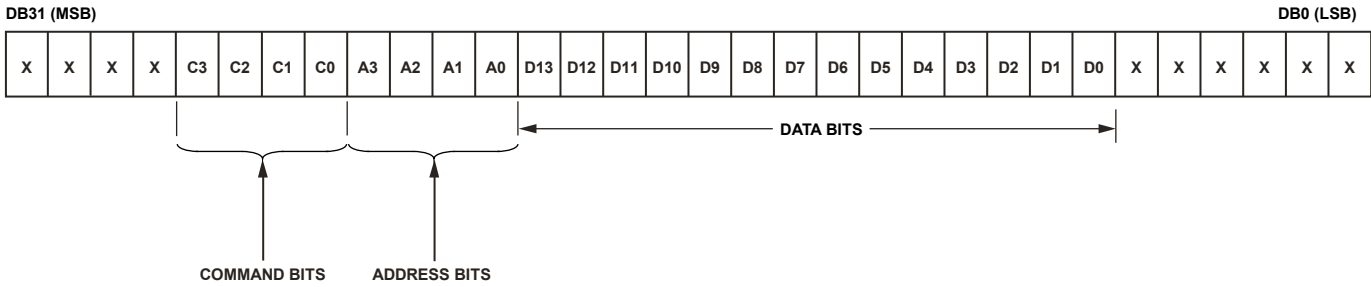 DB31 (MSB) DB0 (LSB)
X X X X C3 C2 C1 C0 A3 A2 A1 A0 D13 D12 D11 D10 D9 D8 D7 D6 D5 D4 D3 D2 D1 D0 X X X X X X
DATA BITS
COMMAND BITS ADDRESS BITS